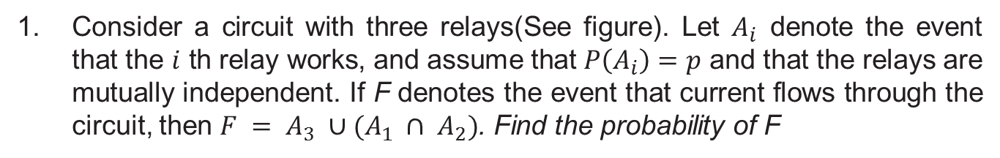 1. Consider a circuit with three relays(See figure). Let A_i denote the event
that the i th relay works, and assume that P(A_i) = p and that the relays are
mutually independent. If F denotes the event that current flows through the
circuit, then F = A_3 ∪ (A_1 ∩ A_2). Find the probability of F